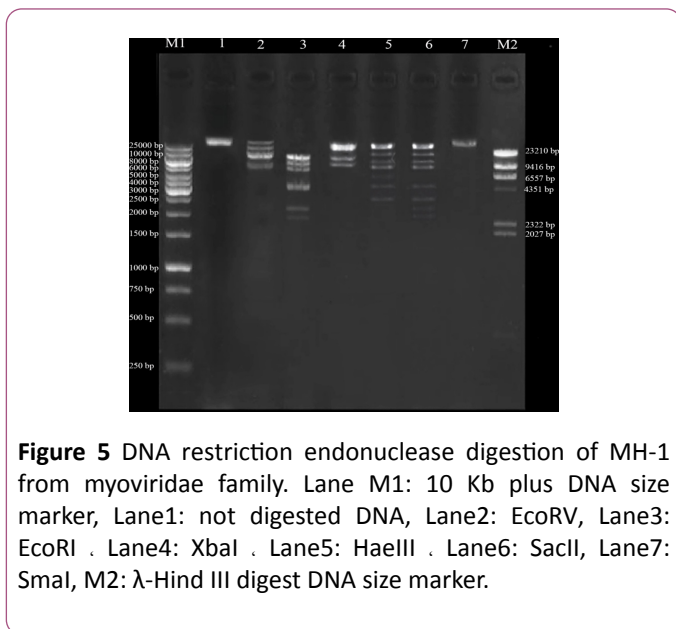 M1 1 2 3 4 5 6 7 M2
25000 bp
10000 bp
8000 bp
6000 bp
5000 bp
4000 bp
3000 bp
2500 bp
2000 bp
1500 bp
1000 bp
750 bp
500 bp
250 bp
23210 bp
9416 bp
6557 bp
4351 bp
2322 bp
2027 bp
Figure 5 DNA restriction endonuclease digestion of MH-1
from myoviridae family. Lane M1: 10 Kb plus DNA size
marker, Lane1: not digested DNA, Lane2: EcoRV, Lane3:
EcoRI ، Lane4: XbaI ، Lane5: HaeIII ، Lane6: SacII, Lane7:
SmaI, M2: λ-Hind III digest DNA size marker.